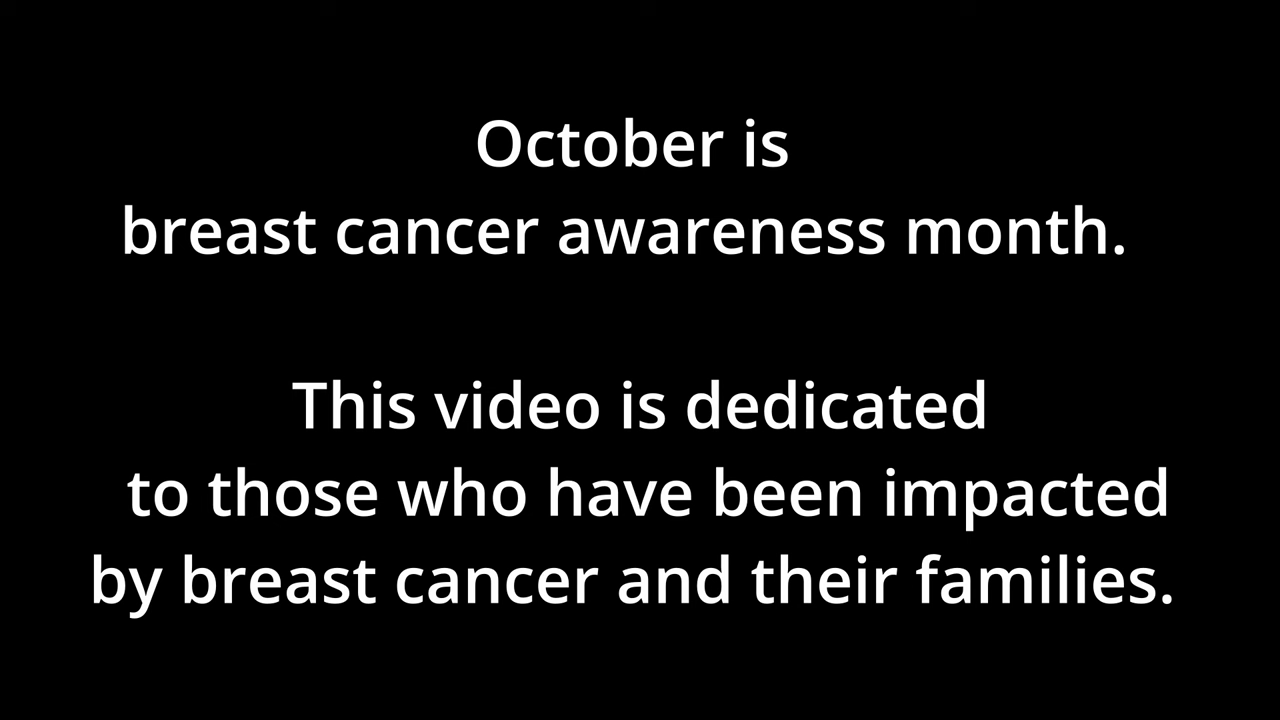 October is
breast cancer awareness month.
This video is dedicated
to those who have been impacted
by breast cancer and their families.